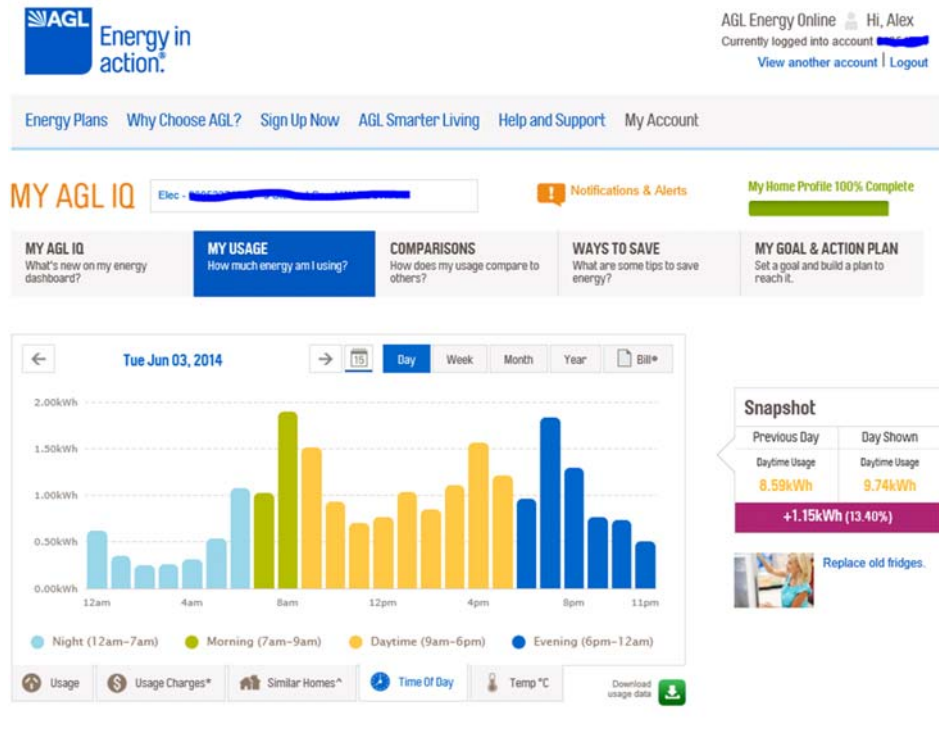 AGL
Energy in
action.®
AGL Energy Online Hi, Alex
Currently logged into account
View another account | Logout
Energy Plans Why Choose AGL? Sign Up Now AGL Smarter Living Help and Support My Account
MY AGL IQ
Elec -
Notifications & Alerts
My Home Profile 100% Complete
MY AGL IQ
What's new on my energy
dashboard?
MY USAGE
How much energy am I using?
COMPARISONS
How does my usage compare to
others?
WAYS TO SAVE
What are some tips to save
energy?
MY GOAL & ACTION PLAN
Set a goal and build a plan to
reach it.
Tue Jun 03, 2014
15
Day Week Month Year Bill*
2.00kWh
1.50kWh
1.00kWh
0.50kWh
0.00kWh
12am 4am 8am 12pm 4pm 8pm 11pm
Night (12am-7am) Morning (7am-9am) Daytime (9am-6pm) Evening (6pm-12am)
Usage Usage Charges* Similar Homes^ Time Of Day Temp °C
Download
usage data
Snapshot
Previous Day Day Shown
Daytime Usage Daytime Usage
8.59kWh 9.74kWh
+1.15kWh (13.40%)
Replace old fridges.